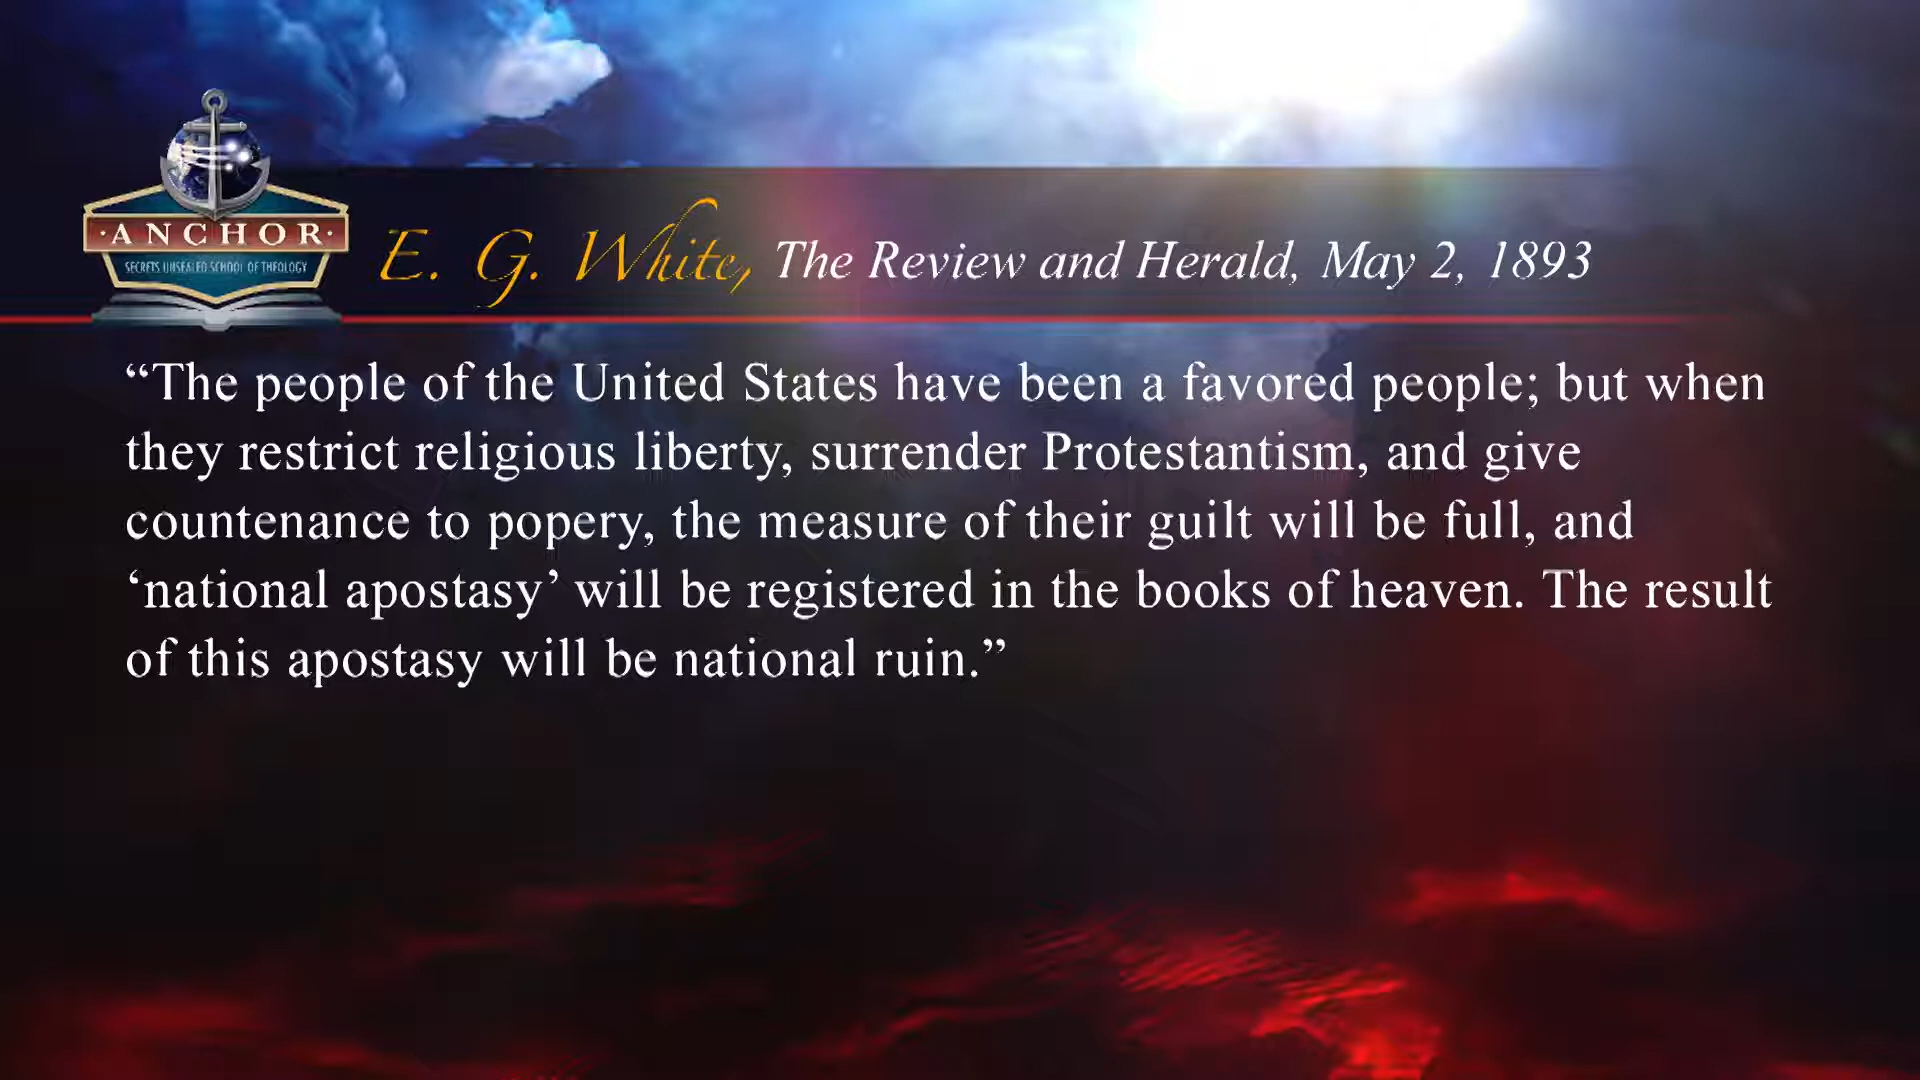 ·ANCHOR·
SECRETS UNSEALED SCHOOL OF THEOLOGY
E. G. White, The Review and Herald, May 2, 1893
“The people of the United States have been a favored people; but when
they restrict religious liberty, surrender Protestantism, and give
countenance to popery, the measure of their guilt will be full, and
‘national apostasy’ will be registered in the books of heaven. The result
of this apostasy will be national ruin.”